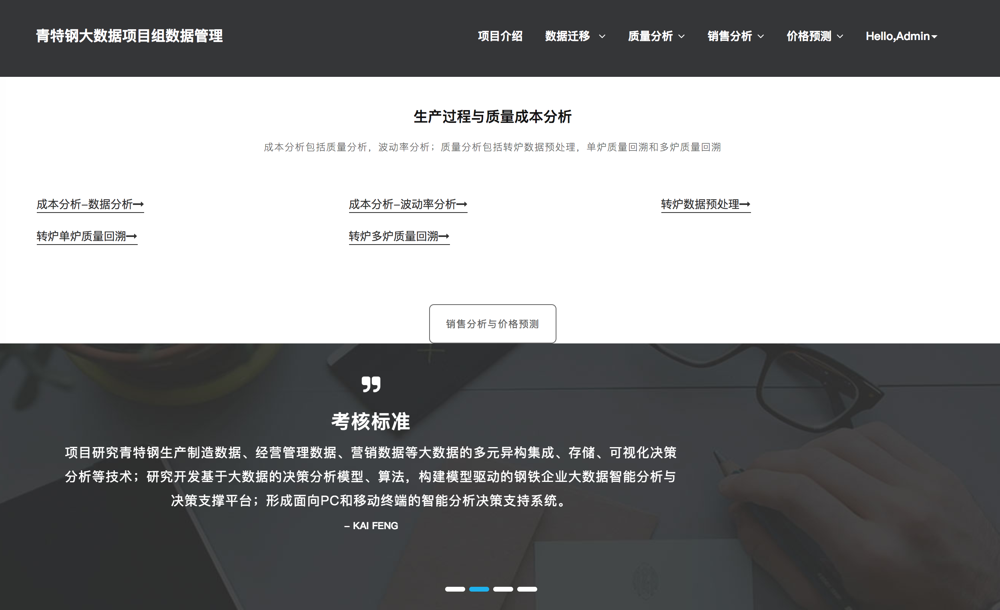 青特钢大数据项目组数据管理
项目介绍 数据迁移 质量分析 销售分析 价格预测 Hello,Admin
生产过程与质量成本分析
成本分析包括质量分析，波动率分析；质量分析包括转炉数据预处理，单炉质量回溯和多炉质量回溯
成本分析–数据分析 成本分析–波动率分析 转炉数据预处理
转炉单炉质量回溯 转炉多炉质量回溯
销售分析与价格预测
考核标准
项目研究青特钢生产制造数据、经营管理数据、营销数据等大数据的多元异构集成、存储、可视化决策
分析等技术；研究开发基于大数据的决策分析模型、算法，构建模型驱动的钢铁企业大数据智能分析与
决策支撑平台；形成面向PC和移动终端的智能分析决策支持系统。
– KAI FENG